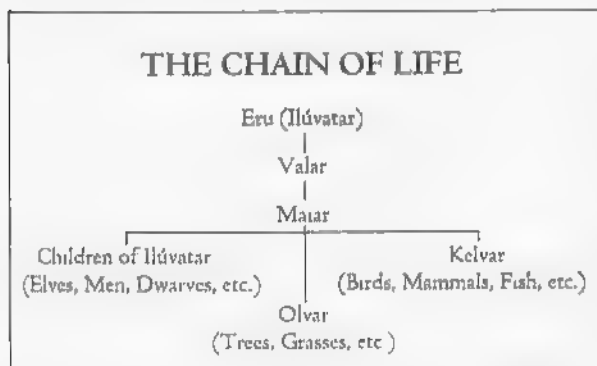 THE CHAIN OF LIFE
Eru (Ilúvatar)
Valar
Maiar
Children of Ilúvatar
(Elves, Men, Dwarves, etc.)
Kelvar
(Birds, Mammals, Fish, etc.)
Olvar
(Trees, Grasses, etc )